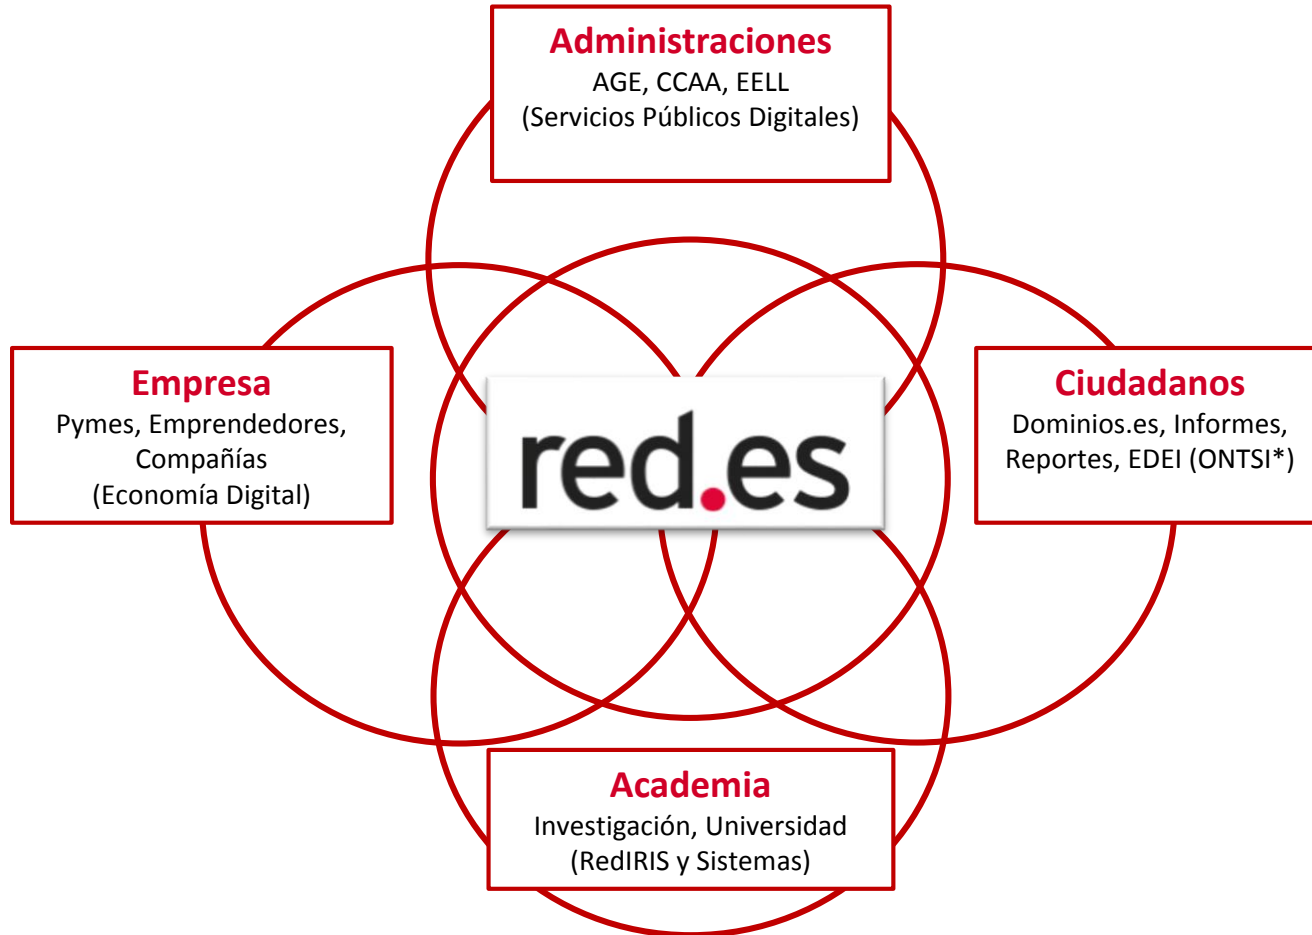 Administraciones
AGE, CCAA, EELL
(Servicios Públicos Digitales)
Empresa
Pymes, Emprendedores,
Compañías
(Economía Digital)
red.es
Ciudadanos
Dominios.es, Informes,
Reportes, EDEI (ONTSI*)
Academia
Investigación, Universidad
(RedIRIS y Sistemas)